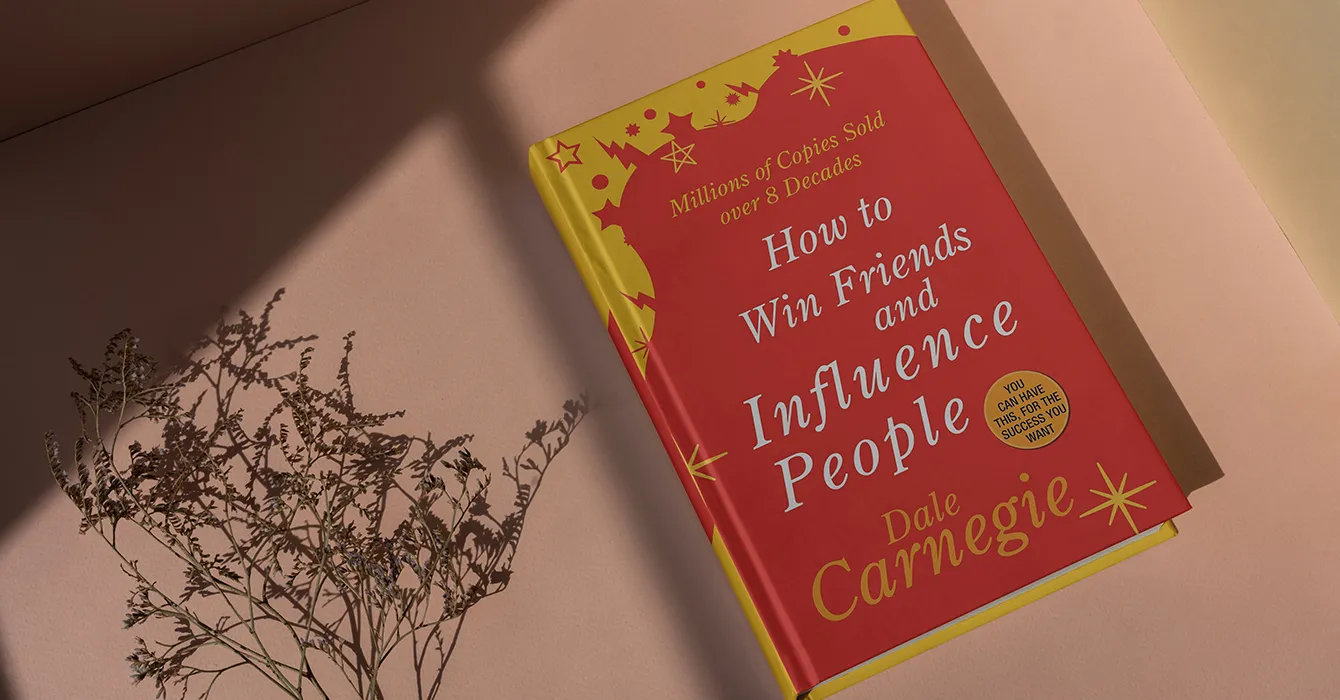 Millions of Copies Sold
over 8 Decades
How to
Win Friends
and
Influence
People
YOU
CAN HAVE
THIS, FOR THE
SUCCESS YOU
WANT
Dale
Carnegie